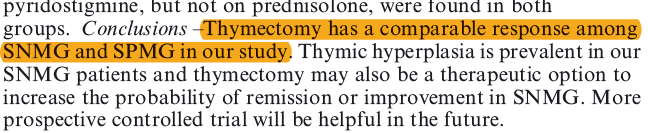 pyridostigmine, but not on prednisolone, were found in both
groups. Conclusions –Thymectomy has a comparable response among
SNMG and SPMG in our study. Thymic hyperplasia is prevalent in our
SNMG patients and thymectomy may also be a therapeutic option to
increase the probability of remission or improvement in SNMG. More
prospective controlled trial will be helpful in the future.